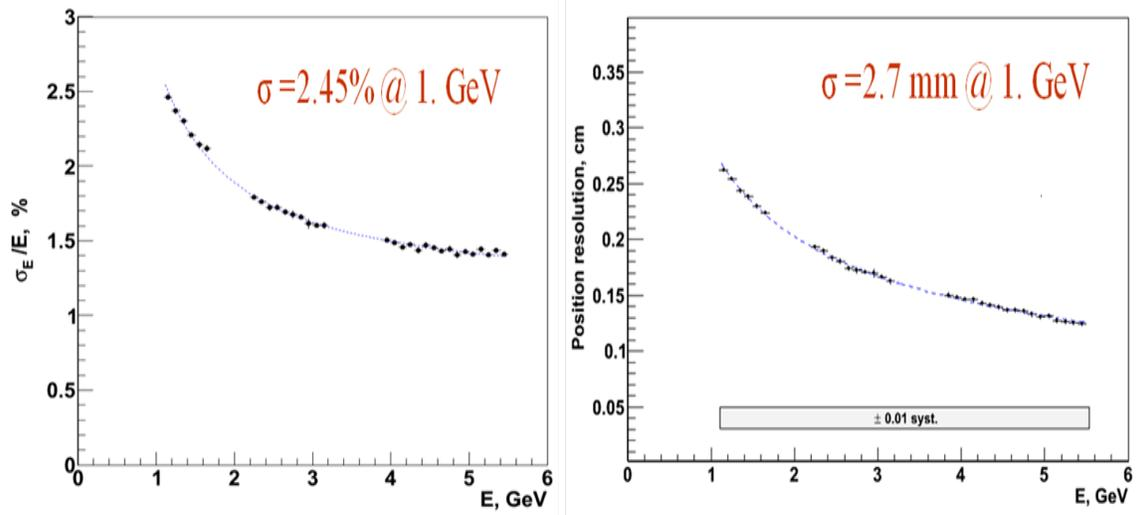 3
2.5
2
1.5
1
0.5
0
0 1 2 3 4 5 6
σE /E, %
E, GeV
σ =2.45% @ 1. GeV
0.35
0.3
0.25
0.2
0.15
0.1
0.05
0 1 2 3 4 5 6
Position resolution, cm
E, GeV
σ =2.7 mm @ 1. GeV
± 0.01 syst.